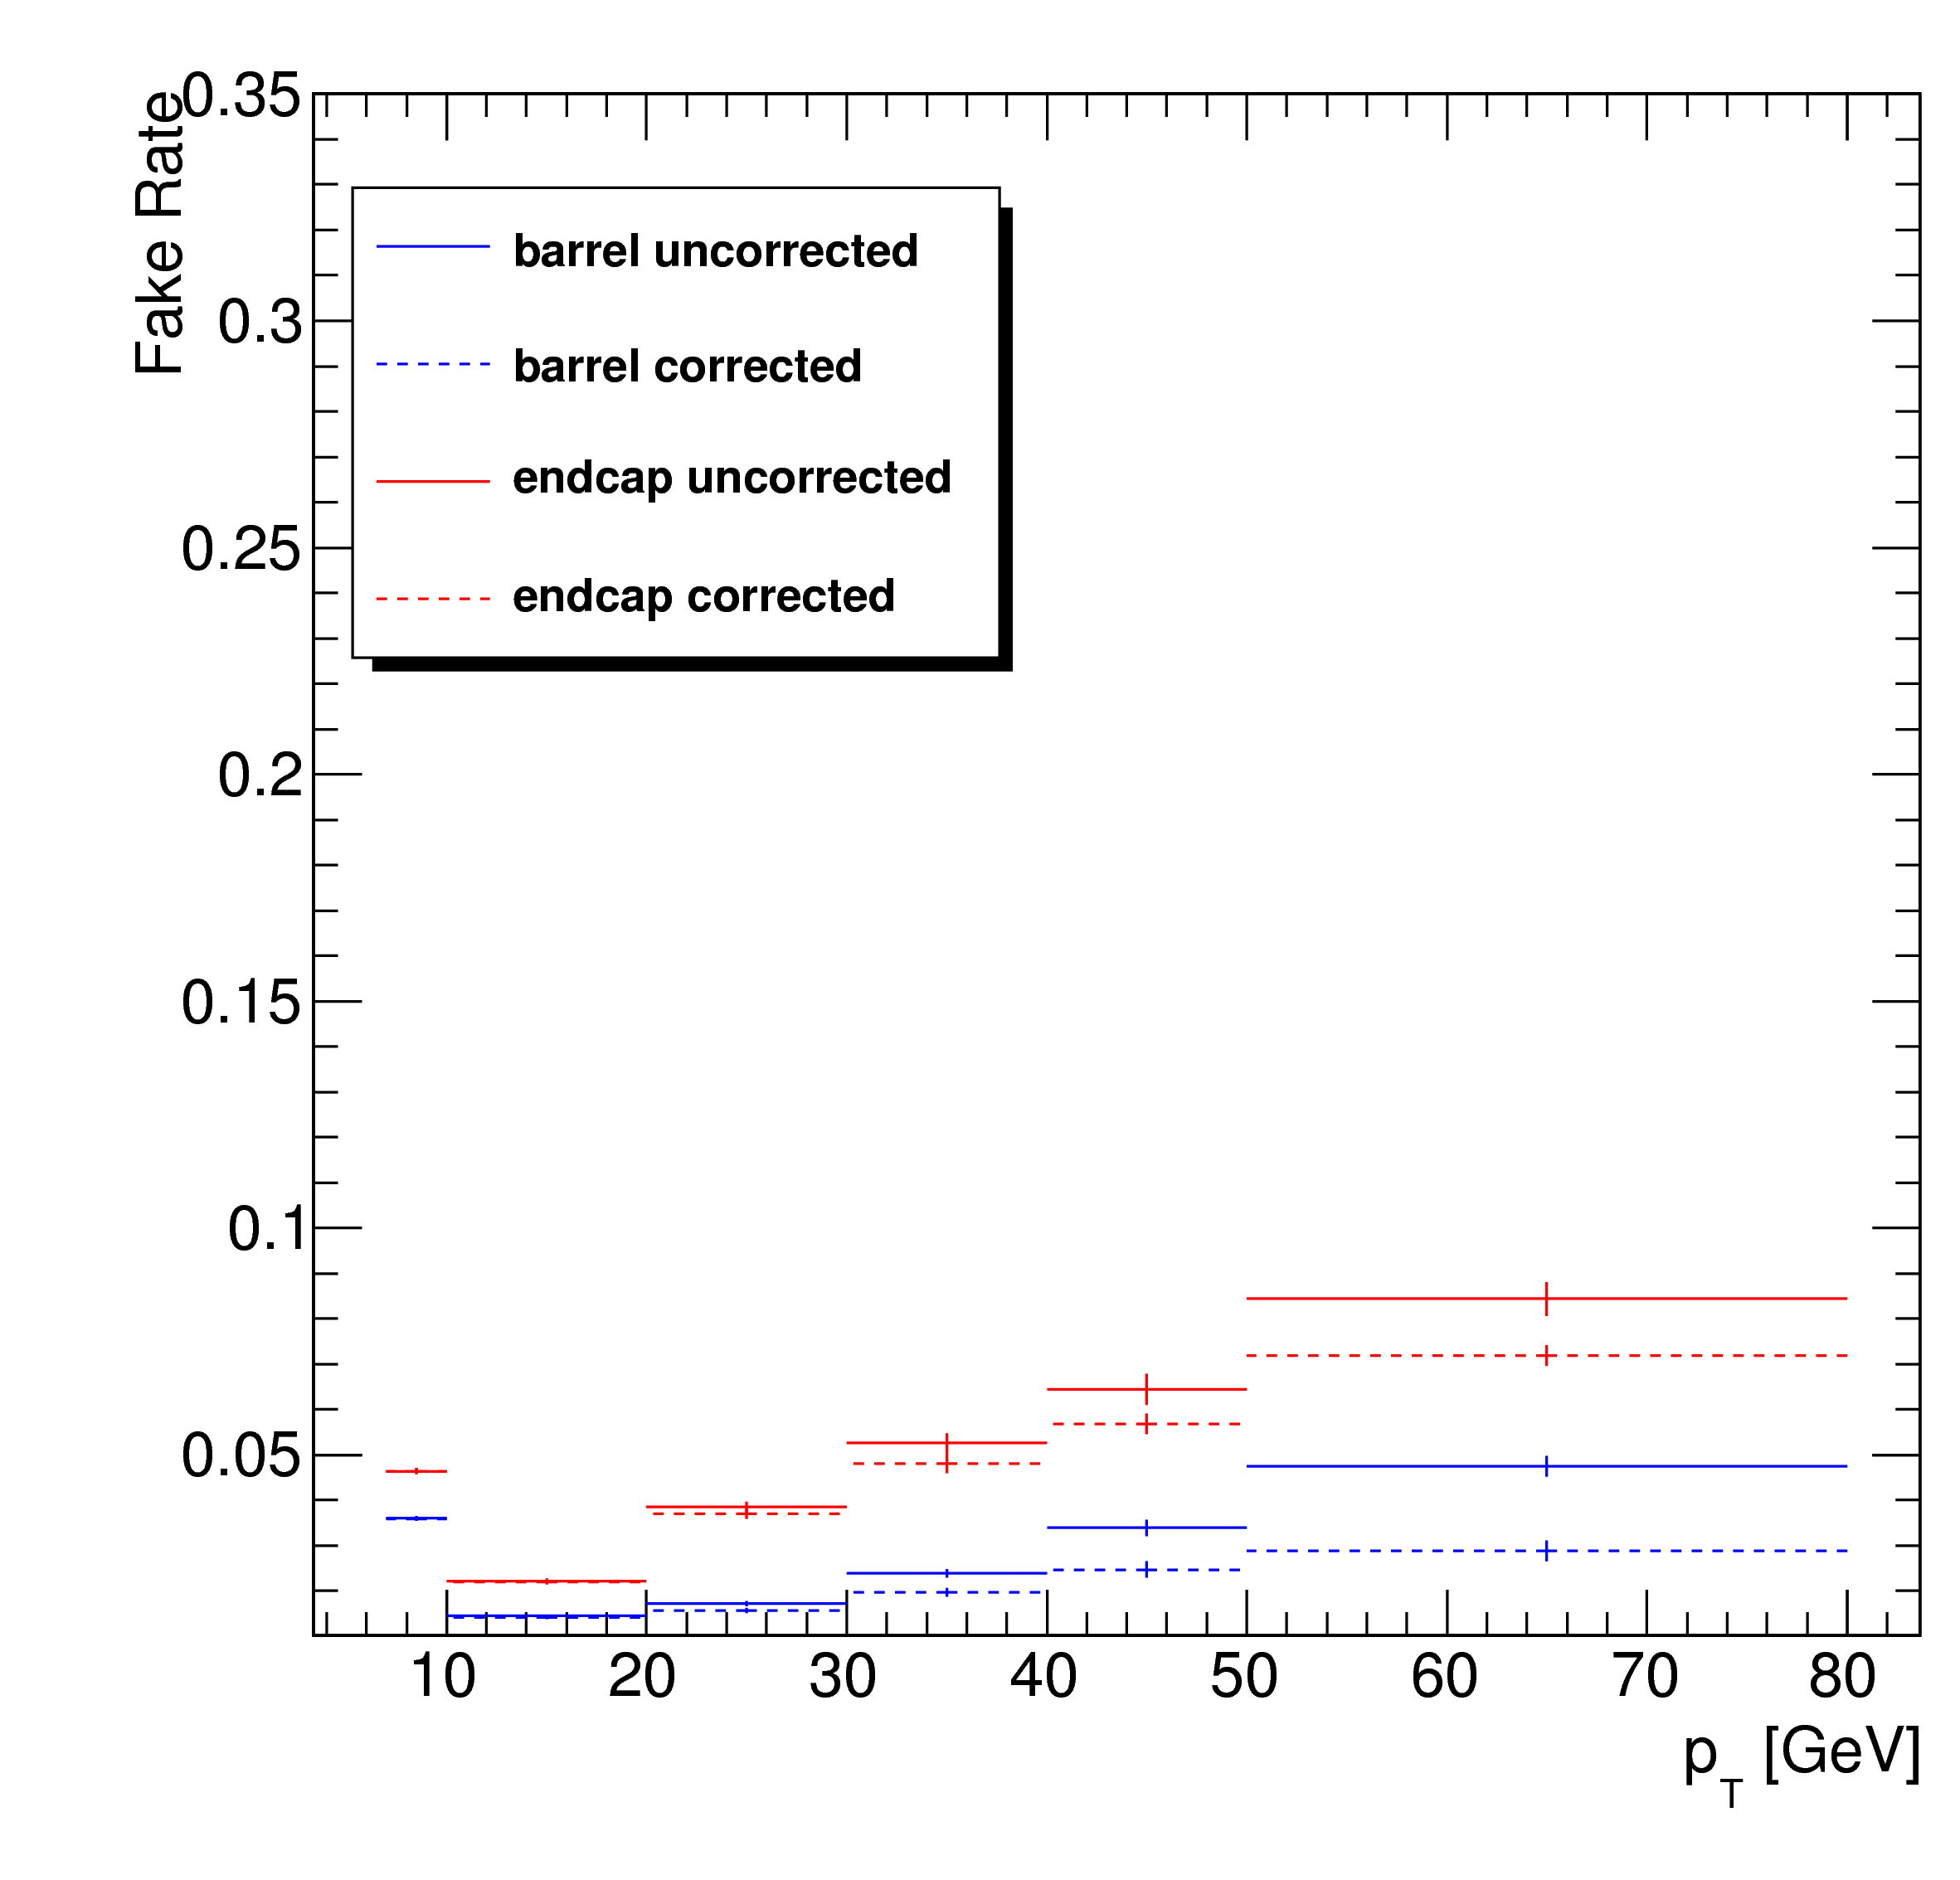 Fake Rate
0.35
0.3
0.25
0.2
0.15
0.1
0.05
barrel uncorrected
barrel corrected
endcap uncorrected
endcap corrected
10 20 30 40 50 60 70 80
p_T [GeV]